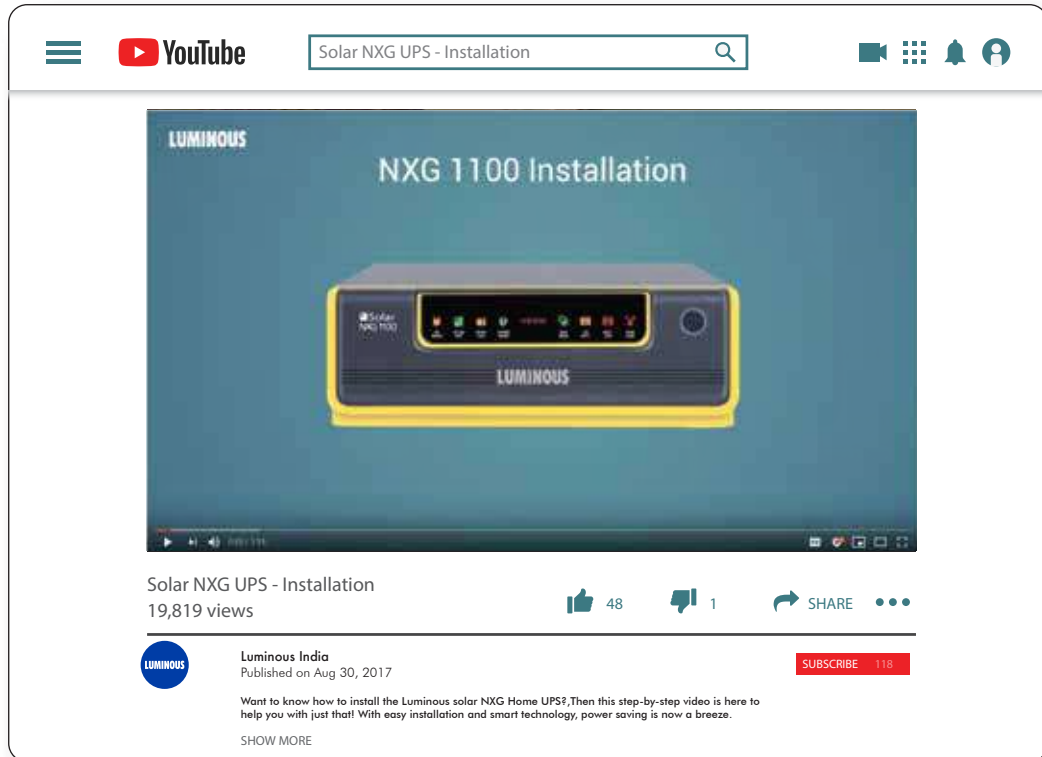 YouTube
Solar NXG UPS - Installation
LUMINOUS
NXG 1100 Installation
Solar
NXG 1100
LUMINOUS
Solar NXG UPS - Installation
19,819 views
48
1
SHARE
LUMINOUS
Luminous India
Published on Aug 30, 2017
SUBSCRIBE 118
Want to know how to install the Luminous solar NXG Home UPS?,Then this step-by-step video is here to
help you with just that! With easy installation and smart technology, power saving is now a breeze.
SHOW MORE